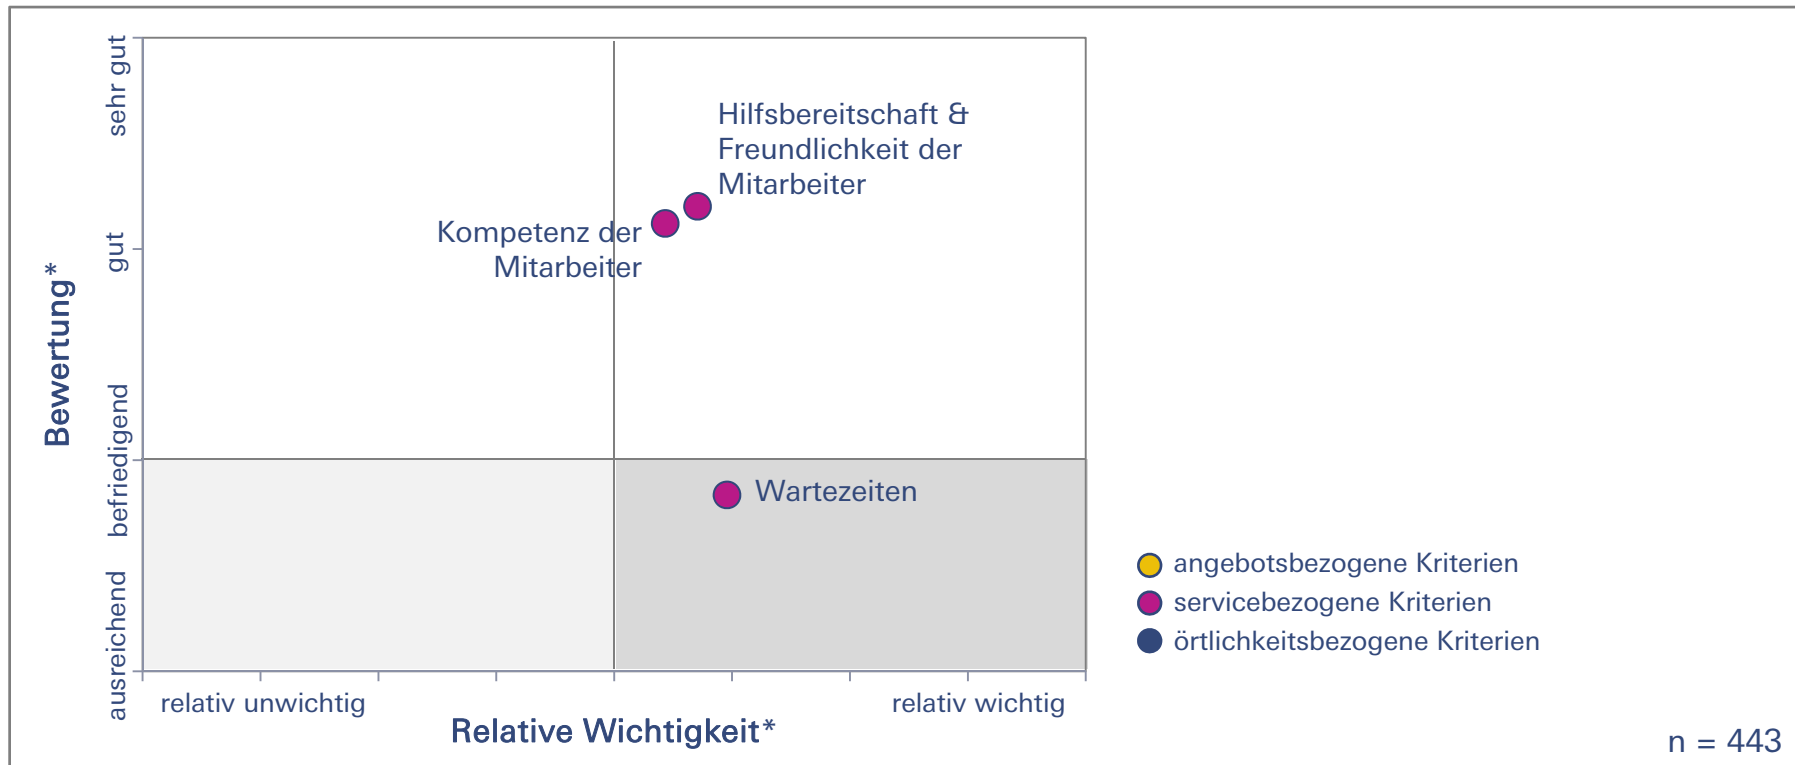 sehr gut
gut
befriedigend
ausreichend
Bewertung*
Hilfsbereitschaft &
Freundlichkeit der
Mitarbeiter
Kompetenz der
Mitarbeiter
Wartezeiten
relativ unwichtig
relativ wichtig
Relative Wichtigkeit*
angebotsbezogene Kriterien
servicebezogene Kriterien
örtlichkeitsbezogene Kriterien
n = 443